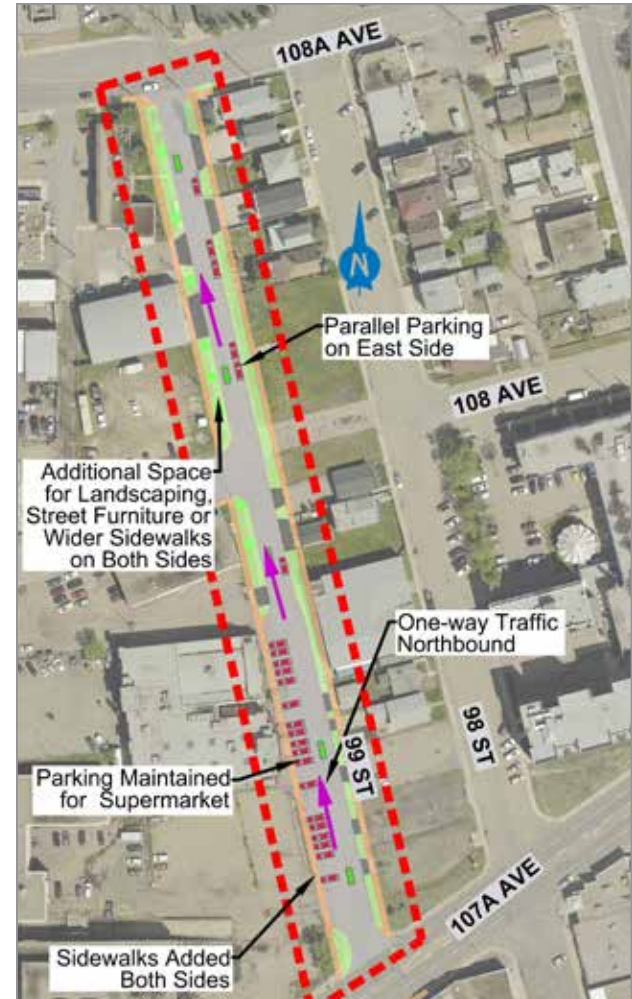 108A AVE
N
Parallel Parking
on East Side
108 AVE
Additional Space
for Landscaping,
Street Furniture or
Wider Sidewalks
on Both Sides
One-way Traffic
Northbound
98 ST
99 ST
Parking Maintained
for Supermarket
107A AVE
Sidewalks Added
Both Sides